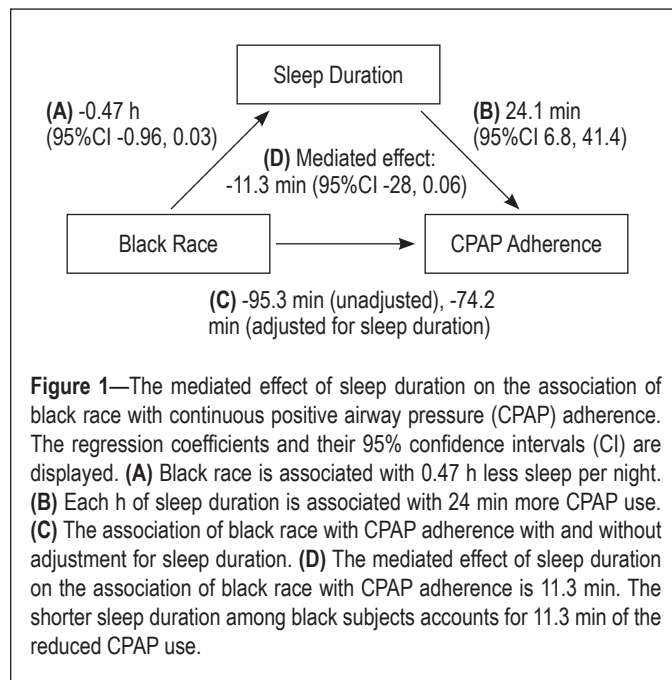 Sleep Duration
(A) -0.47 h
(95%CI -0.96, 0.03)
(B) 24.1 min
(95%CI 6.8, 41.4)
(D) Mediated effect:
-11.3 min (95%CI -28, 0.06)
Black Race
CPAP Adherence
(C) -95.3 min (unadjusted), -74.2
min (adjusted for sleep duration)
Figure 1—The mediated effect of sleep duration on the association of
black race with continuous positive airway pressure (CPAP) adherence.
The regression coefficients and their 95% confidence intervals (CI) are
displayed. (A) Black race is associated with 0.47 h less sleep per night.
(B) Each h of sleep duration is associated with 24 min more CPAP use.
(C) The association of black race with CPAP adherence with and without
adjustment for sleep duration. (D) The mediated effect of sleep duration
on the association of black race with CPAP adherence is 11.3 min. The
shorter sleep duration among black subjects accounts for 11.3 min of the
reduced CPAP use.